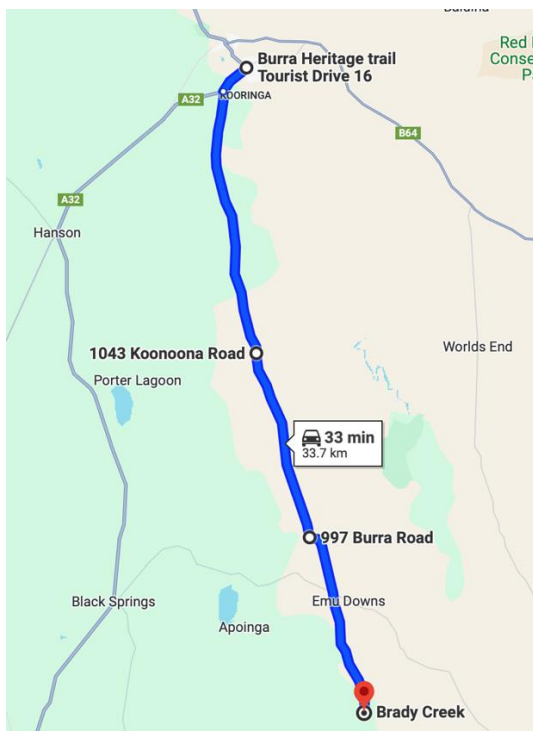 Burra Heritage trail
Tourist Drive 16
Red
Conse
KOORINGA
A32
B64
A32
Hanson
1043 Koonoona Road
Worlds End
Porter Lagoon
33 min
33.7 km
997 Burra Road
Black Springs
Emu Downs
Apoinga
Brady Creek